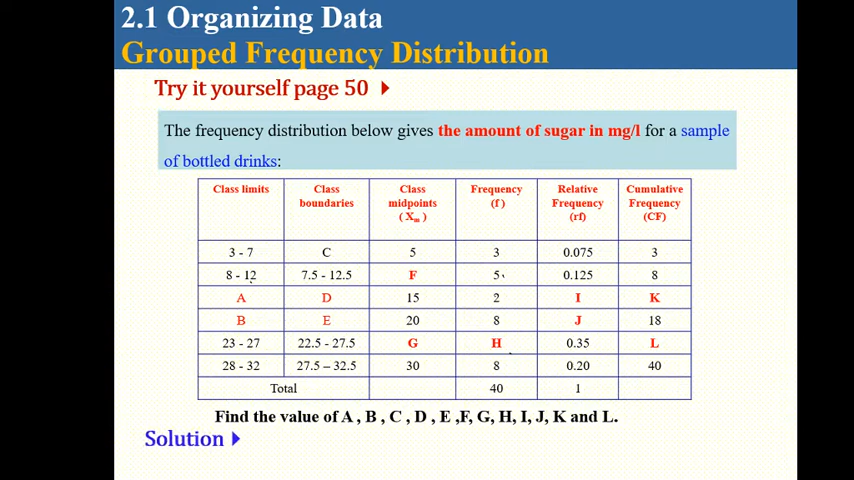 2.1 Organizing Data
Grouped Frequency Distribution
Try it yourself page 50
The frequency distribution below gives the amount of sugar in mg/l for a sample
of bottled drinks:
Class limits Class boundaries Class midpoints ( Xm ) Frequency (f ) Relative Frequency (rf) Cumulative Frequency (CF)
3 - 7 C 5 3 0.075 3
8 - 12 7.5 - 12.5 F 5 0.125 8
A D 15 2 I K
B E 20 8 J 18
23 - 27 22.5 - 27.5 G H 0.35 L
28 - 32 27.5 – 32.5 30 8 0.20 40
Total 40 1
Find the value of A , B , C , D , E ,F, G, H, I, J, K and L.
Solution